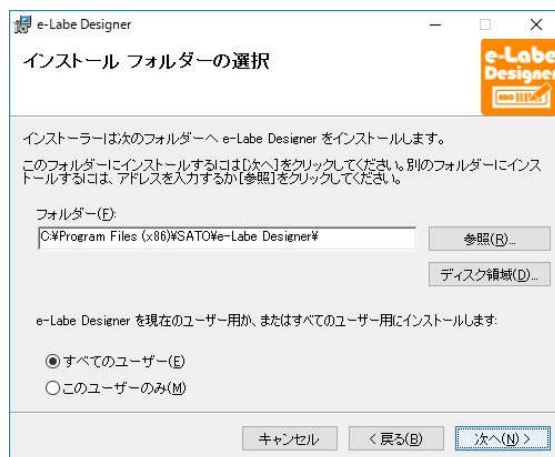 e-Labe Designer
インストール フォルダーの選択
e-Labe
Designer
インストーラーは次のフォルダーへ e-Labe Designer をインストールします。
このフォルダーにインストールするには[次へ]をクリックしてください。別のフォルダーにインス
トールするには、アドレスを入力するか[参照]をクリックしてください。
フォルダー(F):
C:¥Program Files (x86)¥SATO¥e-Labe Designer¥
参照(R)...
ディスク領域(D)...
e-Labe Designer を現在のユーザー用か、またはすべてのユーザー用にインストールします:
すべてのユーザー(E)
このユーザーのみ(M)
キャンセル
< 戻る(B)
次へ(N) >